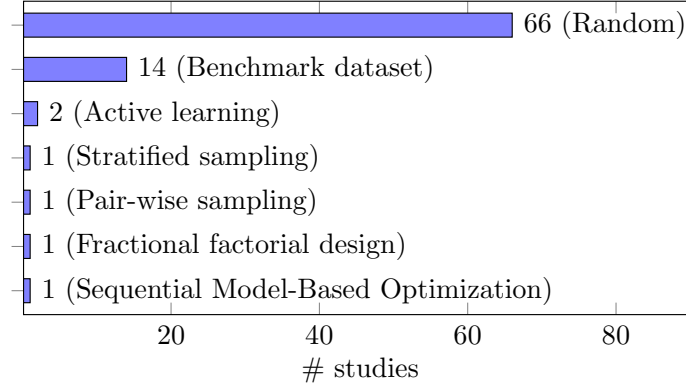 66 (Random)
14 (Benchmark dataset)
2 (Active learning)
1 (Stratified sampling)
1 (Pair-wise sampling)
1 (Fractional factorial design)
1 (Sequential Model-Based Optimization)
20 40 60 80
# studies